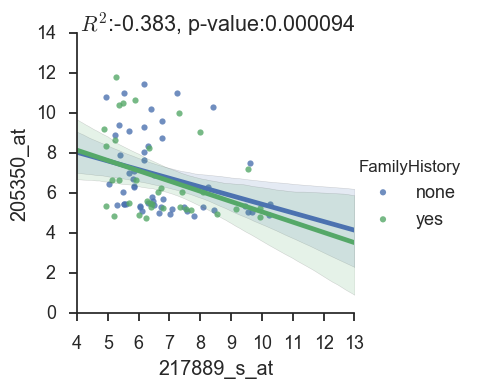 R²:-0.383, p-value:0.000094
14
12
10
8
6
4
2
0
205350_at
4 5 6 7 8 9 10 11 12 13
217889_s_at
FamilyHistory
none
yes